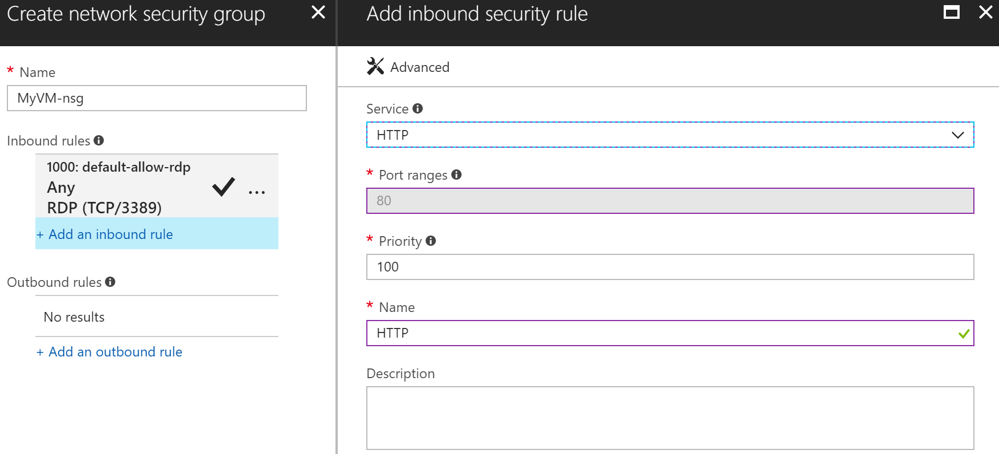 Create network security group
* Name
MyVM-nsg
Inbound rules
1000: default-allow-rdp
Any
RDP (TCP/3389)
...
+ Add an inbound rule
Outbound rules
No results
+ Add an outbound rule
Add inbound security rule
Advanced
Service
HTTP
* Port ranges
80
* Priority
100
* Name
HTTP
Description